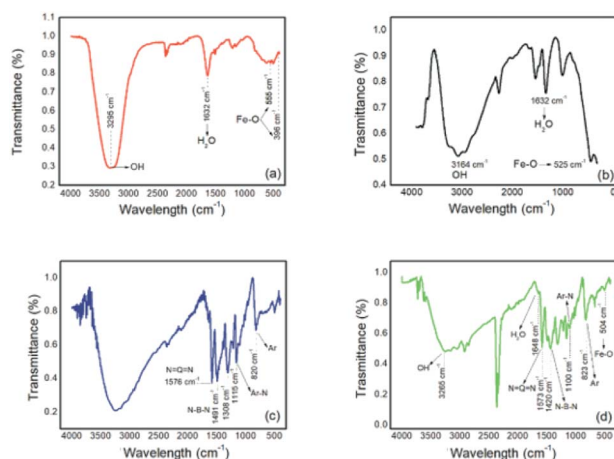 Transmittance (%)
1.1
1.0
0.9
0.8
0.7
0.6
0.5
0.4
0.3
0.2
3295 cm⁻¹
OH
1632 cm⁻¹
H₂O
Fe-O
555 cm⁻¹
396 cm⁻¹
(a)
4000 3500 3000 2500 2000 1500 1000 500
Wavelength (cm⁻¹)
Transmittance (%)
1.0
0.9
0.8
0.7
0.6
0.5
0.4
3164 cm⁻¹
OH
1632 cm⁻¹
H₂O
Fe-O
525 cm⁻¹
(b)
4000 3000 2000 1000 0
Wavelength (cm⁻¹)
Transmittance (%)
1.0
0.8
0.6
0.4
0.2
N=Q=N
1576 cm⁻¹
N-B-N
1491 cm⁻¹
1308 cm⁻¹
1115 cm⁻¹
Ar-N
820 cm⁻¹
Ar
(c)
4000 3500 3000 2500 2000 1500 1000 500
Wavelength (cm⁻¹)
Transmittance (%)
1.0
0.8
0.6
0.4
0.2
0.0
OH
3265 cm⁻¹
H₂O
1648 cm⁻¹
N=Q=N
1573 cm⁻¹
1420 cm⁻¹
N-B-N
Ar-N
1100 cm⁻¹
823 cm⁻¹
Ar
504 cm⁻¹
Fe-O
(d)
4000 3500 3000 2500 2000 1500 1000 500
Wavelength (cm⁻¹)